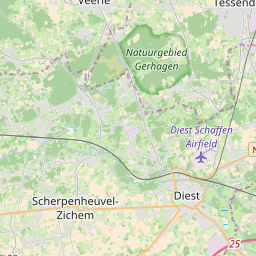 Veerle
Tessend
Natuurgebied
Gerhagen
Diest Schaffen
Airfield
N
Scherpenheuvel-
Zichem
Diest
25